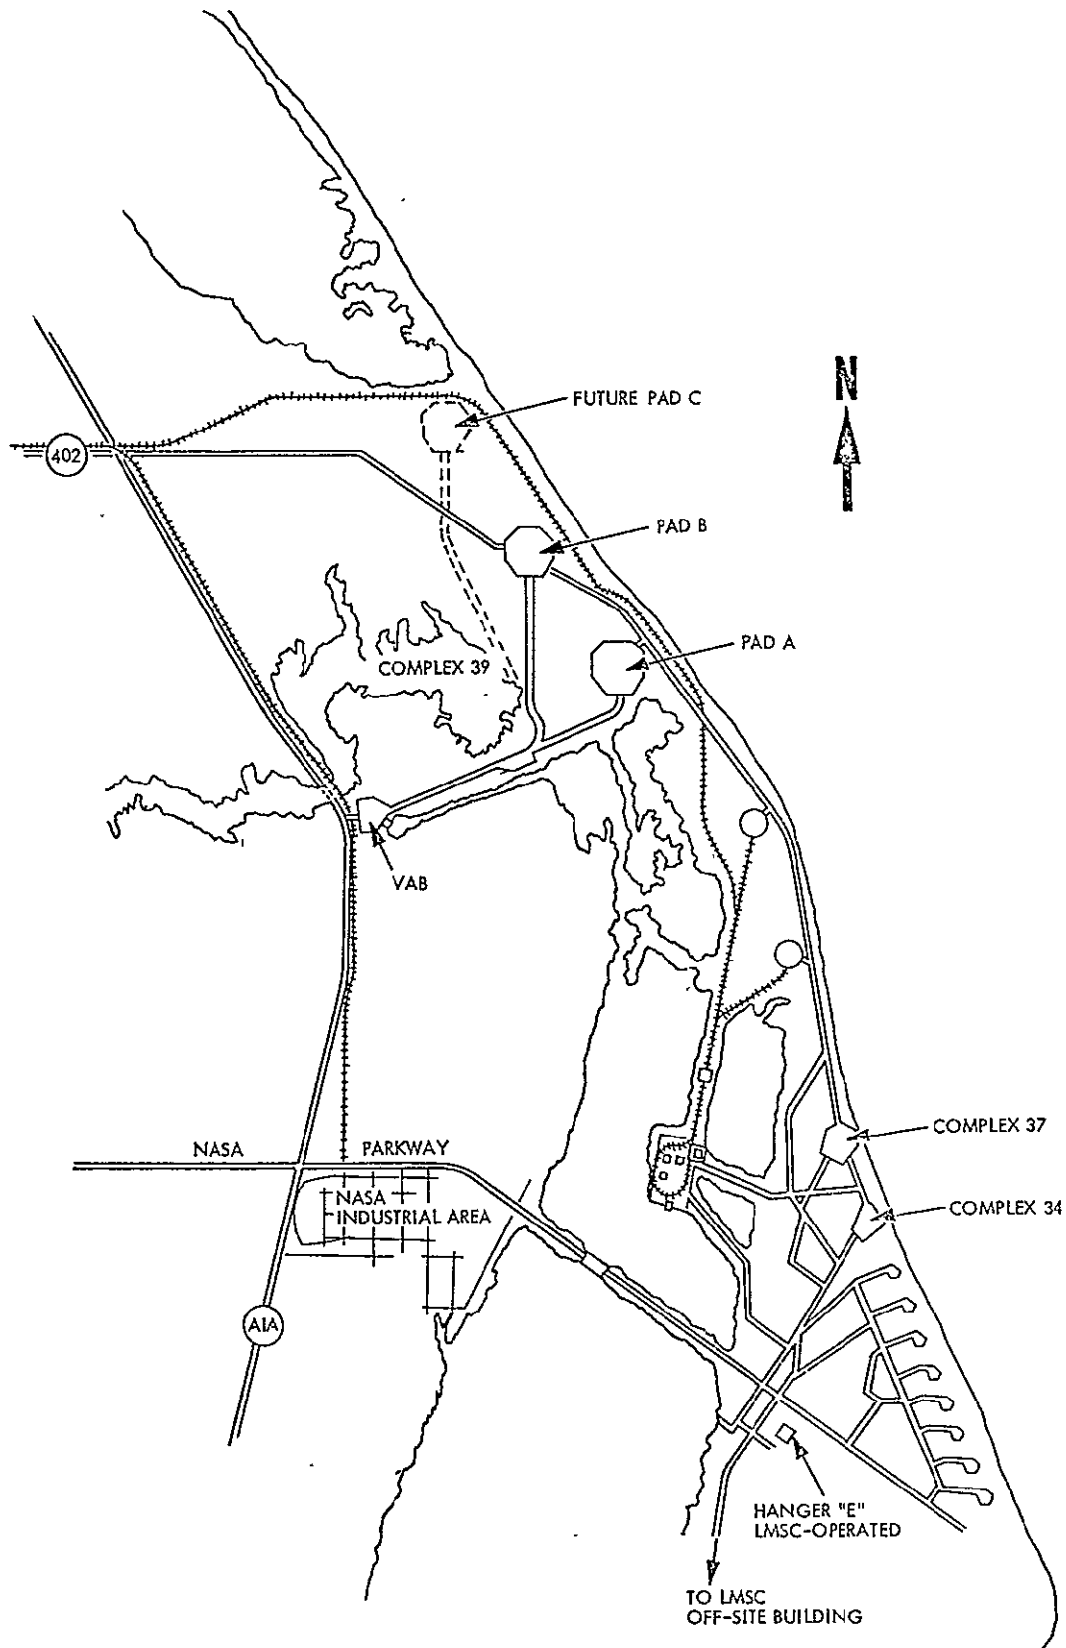 N
FUTURE PAD C
402
PAD B
PAD A
COMPLEX 39
VAB
COMPLEX 37
NASA PARKWAY
NASA
INDUSTRIAL AREA
COMPLEX 34
A1A
HANGER "E"
LMSC-OPERATED
TO LMSC
OFF-SITE BUILDING